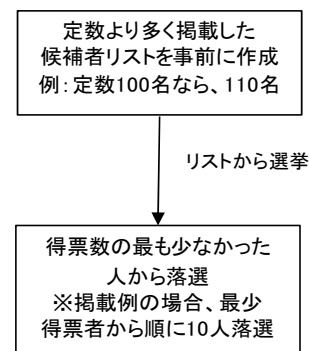 定数より多く掲載した
候補者リストを事前に作成
例：定数100名なら、110名
リストから選挙
得票数の最も少なかった
人から落選
※掲載例の場合、最少
得票者から順に10人落選